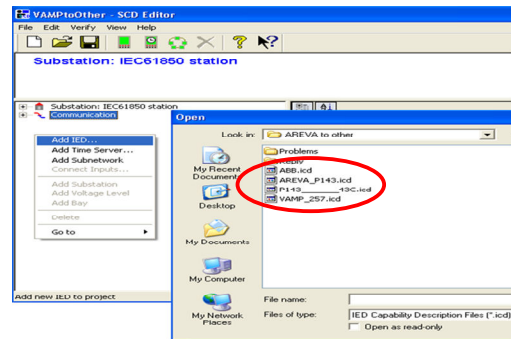 VAMPtoOther - SCD Editor
File Edit Verify View Help
Substation: IEC61850 station
Substation: IEC61850 station
Communication
Add IED...
Add Time Server...
Add Subnetwork
Connect Inputs...
Add Substation
Add Voltage Level
Add Bay
Delete
Go to
Add new IED to project
Open
Look in: AREVA to other
My Recent Documents
Desktop
My Documents
My Computer
My Network Places
Problems
ABB.icd
AREVA_P143.icd
P143______43C.icd
VAMP_257.icd
File name:
Files of type: IED Capability Description Files (*.icd)
Open as read-only